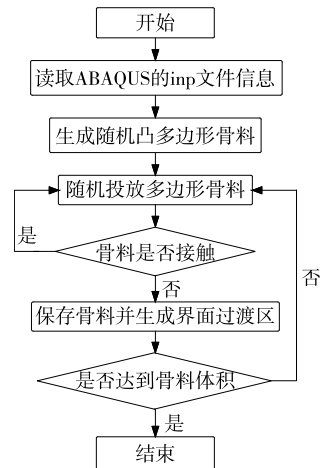 开始
读取ABAQUS的inp文件信息
生成随机凸多边形骨料
随机投放多边形骨料
是
骨料是否接触
否
否
保存骨料并生成界面过渡区
是否达到骨料体积
是
结束